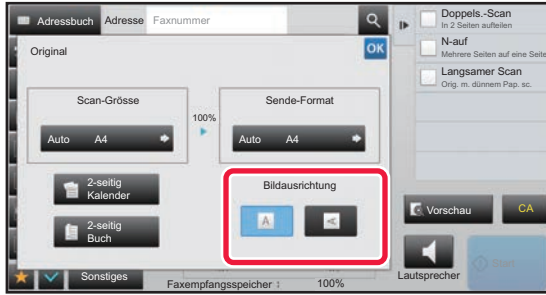 Adressbuch Adresse Faxnummer
Original OK
Scan-Grösse
100%
Sende-Format
Auto A4
Auto A4
2-seitig
Kalender
2-seitig
Buch
Bildausrichtung
A A
Doppels.-Scan
In 2 Seiten aufteilen
N-auf
Mehrere Seiten auf eine Seite
Langsamer Scan
Orig. m. dünnem Pap. sc.
Vorschau CA
Lautsprecher Start
Sonstiges
Faxempfangsspeicher : 100%